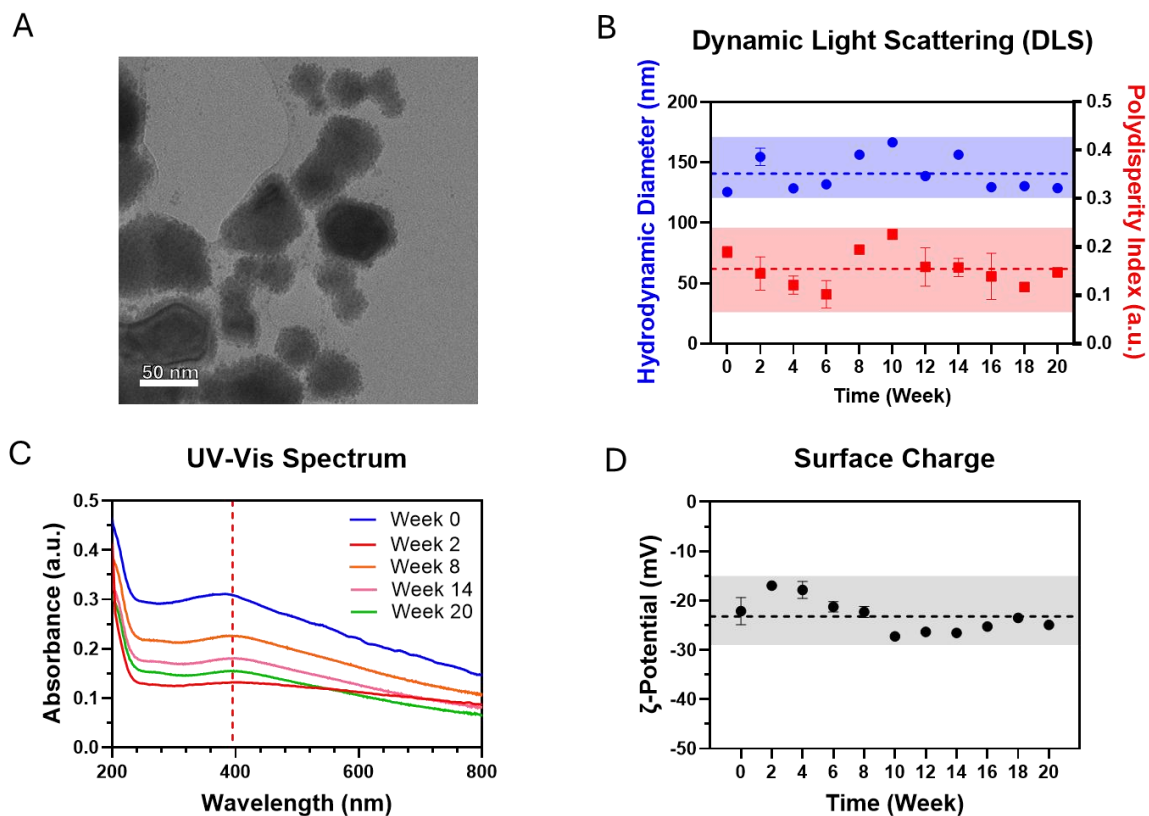 A
50 nm
B
Dynamic Light Scattering (DLS)
Hydrodynamic Diameter (nm)
200
150
100
50
0
0.5
0.4
0.3
0.2
0.1
0.0
Polydisperity Index (a.u.)
0 2 4 6 8 10 12 14 16 18 20
Time (Week)
C
UV-Vis Spectrum
Absorbance (a.u.)
0.5
0.4
0.3
0.2
0.1
0.0
Week 0
Week 2
Week 8
Week 14
Week 20
200 400 600 800
Wavelength (nm)
D
Surface Charge
ζ-Potential (mV)
0
-10
-20
-30
-40
-50
0 2 4 6 8 10 12 14 16 18 20
Time (Week)